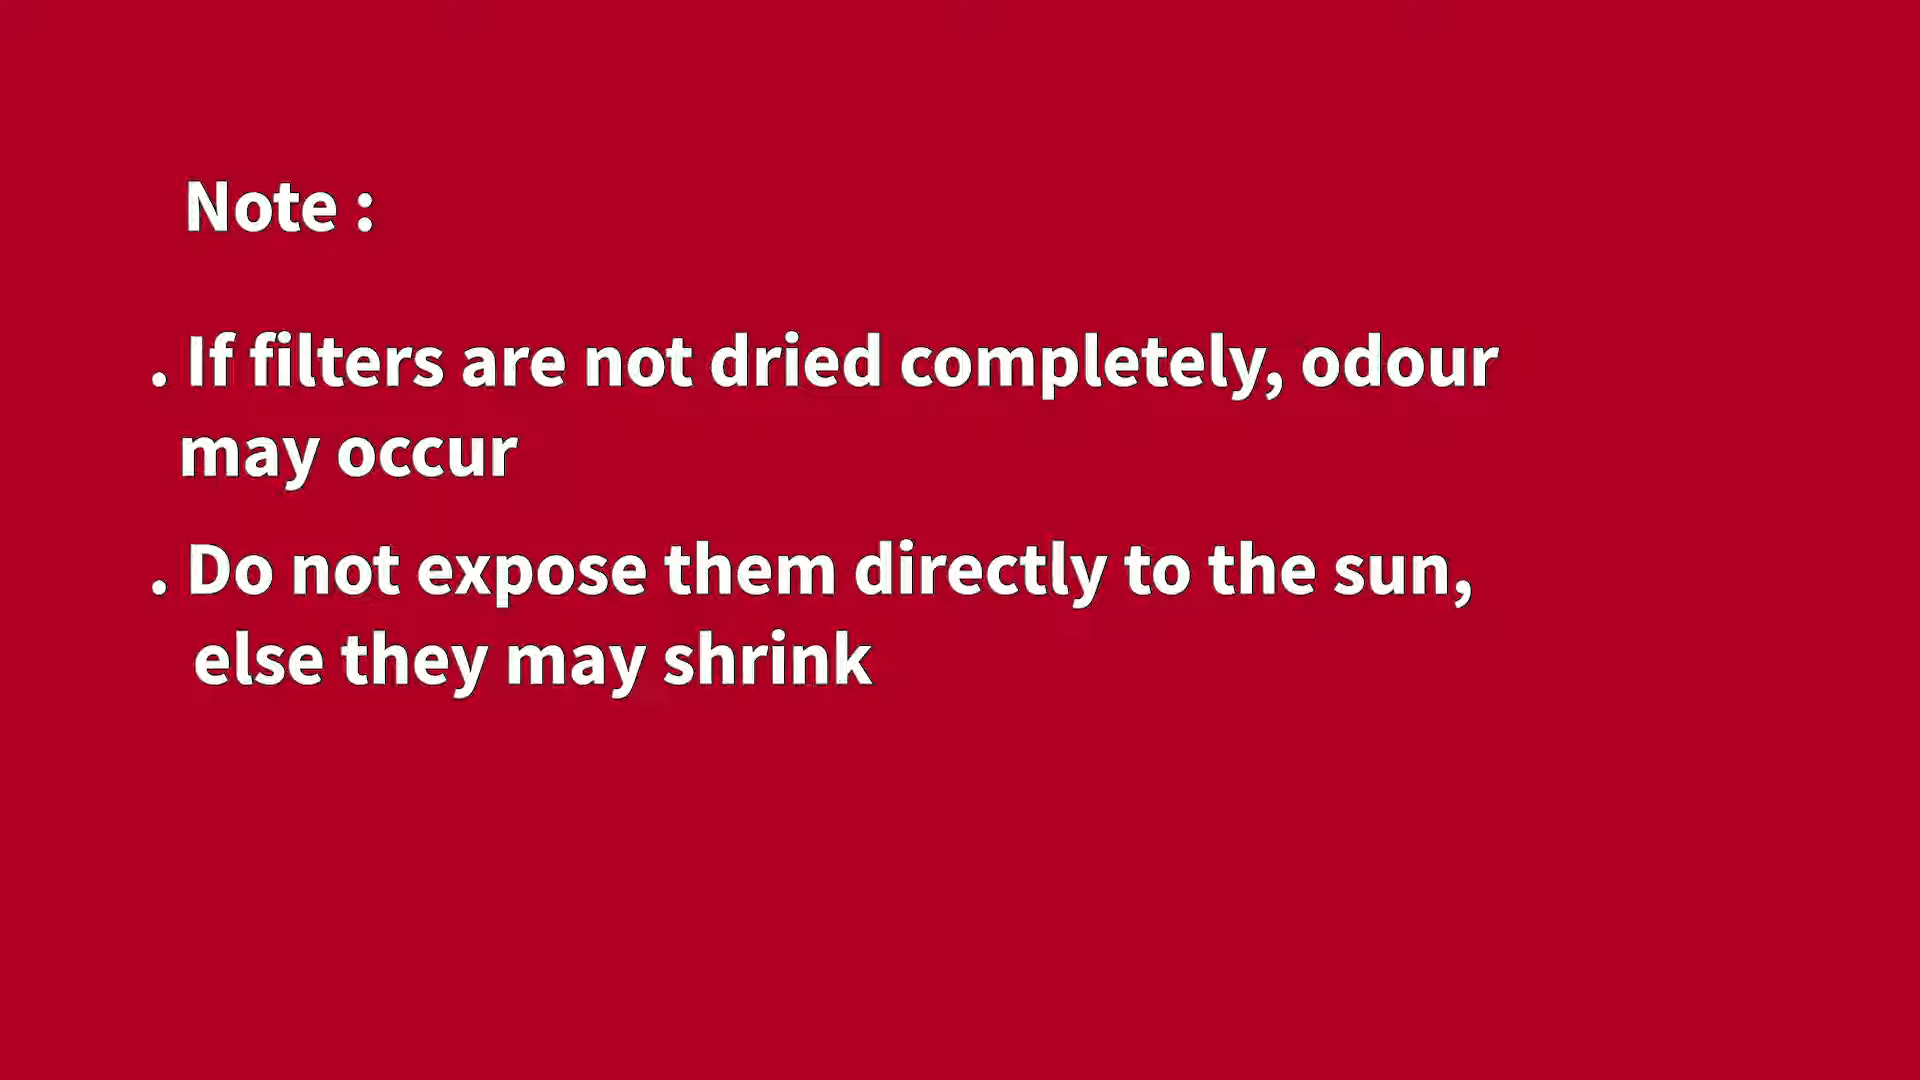 Note :
. If filters are not dried completely, odour
may occur
. Do not expose them directly to the sun,
else they may shrink